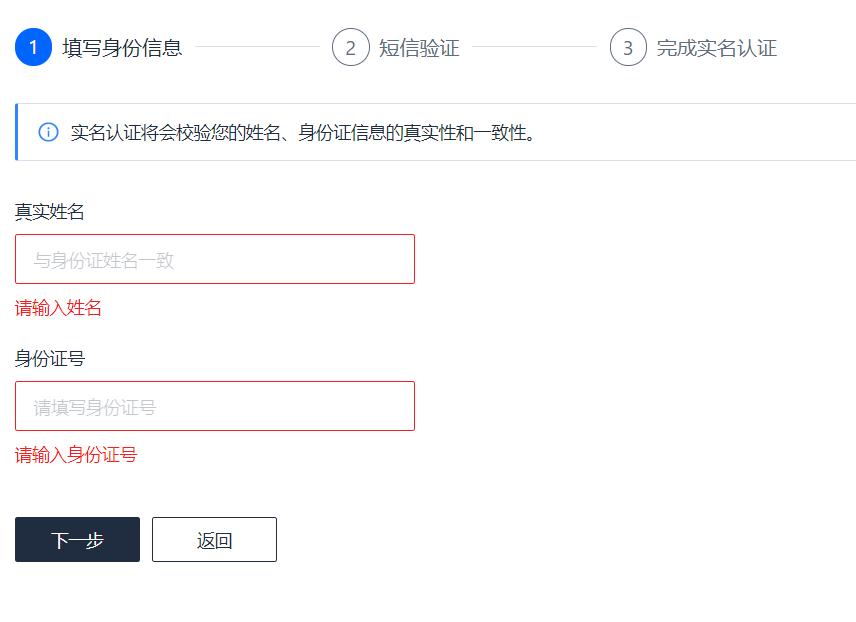 1 填写身份信息 2 短信验证 3 完成实名认证
实名认证将会校验您的姓名、身份证信息的真实性和一致性。
真实姓名
与身份证姓名一致
请输入姓名
身份证号
请填写身份证号
请输入身份证号
下一步 返回